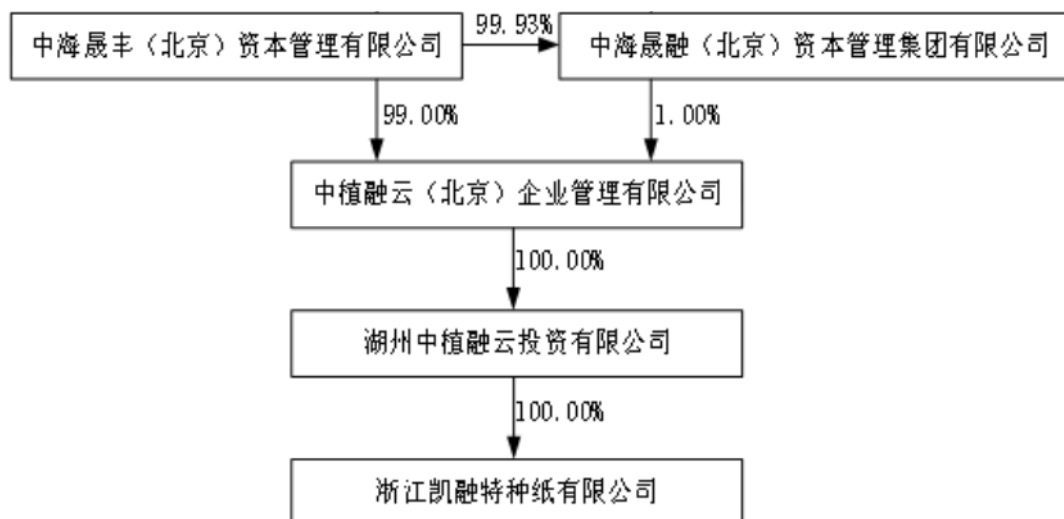 中海晟丰（北京）资本管理有限公司
99.93%
中海晟融（北京）资本管理集团有限公司
99.00%
1.00%
中植融云（北京）企业管理有限公司
100.00%
湖州中植融云投资有限公司
100.00%
浙江凯融特种纸有限公司